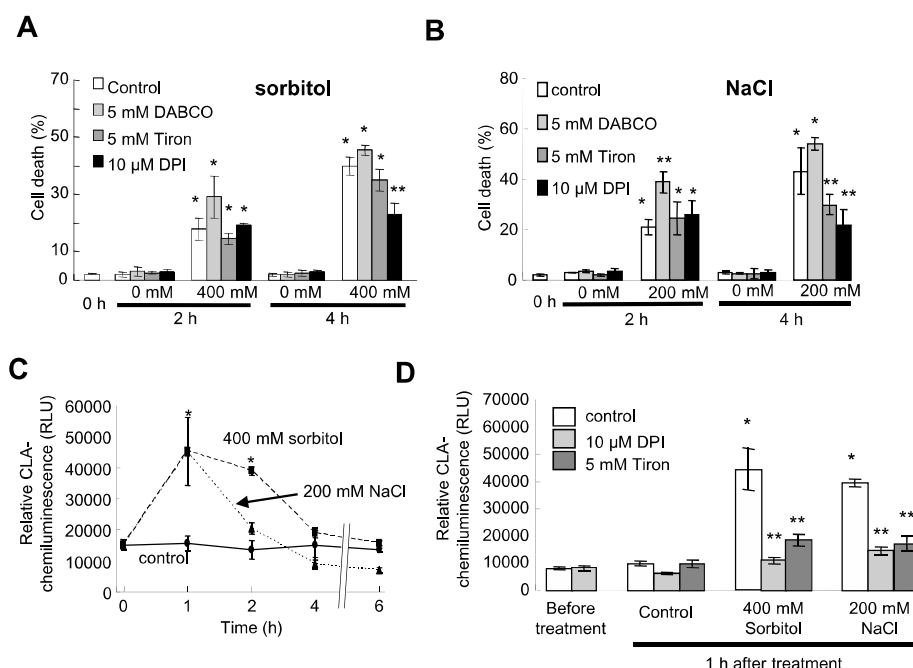 A
70
50
30
10
0
Cell death (%)
Control
5 mM DABCO
5 mM Tiron
10 µM DPI
sorbitol
* * * *
* * * **
0 h
0 mM
400 mM
0 mM
400 mM
2 h
4 h
B
80
60
40
20
0
Cell death (%)
control
5 mM DABCO
5 mM Tiron
10 µM DPI
NaCl
* ** * *
* * ** **
0 h
0 mM
200 mM
0 mM
200 mM
2 h
4 h
C
60000
50000
40000
30000
20000
10000
0
Relative CLA-
chemiluminescence (RLU)
*
*
400 mM sorbitol
200 mM NaCl
control
0 1 2 4 6
Time (h)
D
70000
60000
50000
40000
30000
20000
10000
0
Relative CLA-
chemiluminescence (RLU)
control
10 µM DPI
5 mM Tiron
* ** **
* ** **
Before
treatment
Control
400 mM
Sorbitol
200 mM
NaCl
1 h after treatment